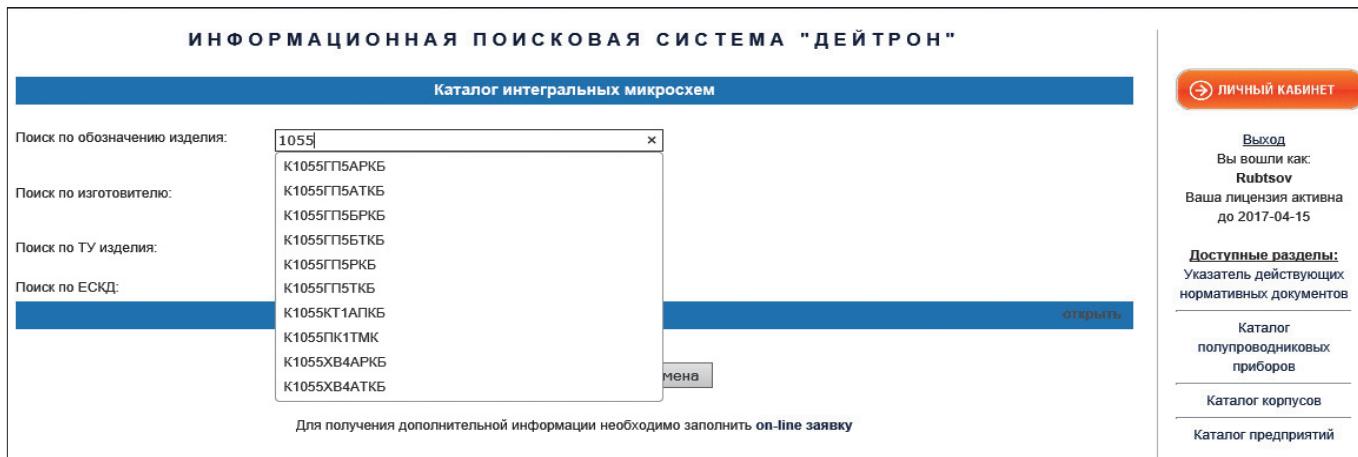 ИНФОРМАЦИОННАЯ ПОИСКОВАЯ СИСТЕМА "ДЕЙТРОН"
Каталог интегральных микросхем
Поиск по обозначению изделия:
1055
×
К1055ГП5АРКБ
К1055ГП5АТКБ
К1055ГП5БРКБ
К1055ГП5БТКБ
К1055ГП5РКБ
К1055ГП5ТКБ
К1055КТ1АПКБ
К1055ПК1ТМК
К1055ХВ4АРКБ
К1055ХВ4АТКБ
Поиск по изготовителю:
Поиск по ТУ изделия:
Поиск по ЕСКД:
открыть
мена
Для получения дополнительной информации необходимо заполнить on-line заявку
ЛИЧНЫЙ КАБИНЕТ
Выход
Вы вошли как:
Rubtsov
Ваша лицензия активна
до 2017-04-15
Доступные разделы:
Указатель действующих
нормативных документов
Каталог
полупроводниковых
приборов
Каталог корпусов
Каталог предприятий